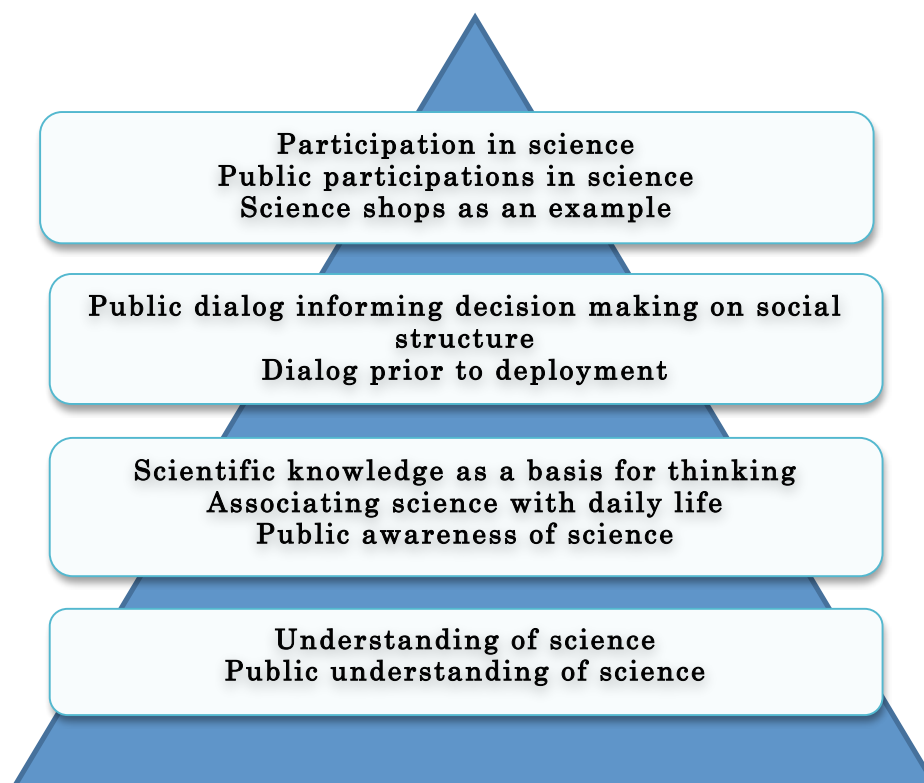 Participation in science
Public participations in science
Science shops as an example
Public dialog informing decision making on social
structure
Dialog prior to deployment
Scientific knowledge as a basis for thinking
Associating science with daily life
Public awareness of science
Understanding of science
Public understanding of science